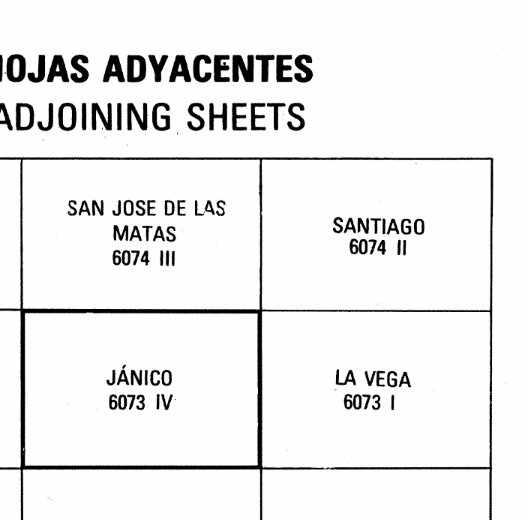 HOJAS ADYACENTES
ADJOINING SHEETS
SAN JOSE DE LAS
MATAS
6074 III
SANTIAGO
6074 II
JÁNICO
6073 IV
LA VEGA
6073 I